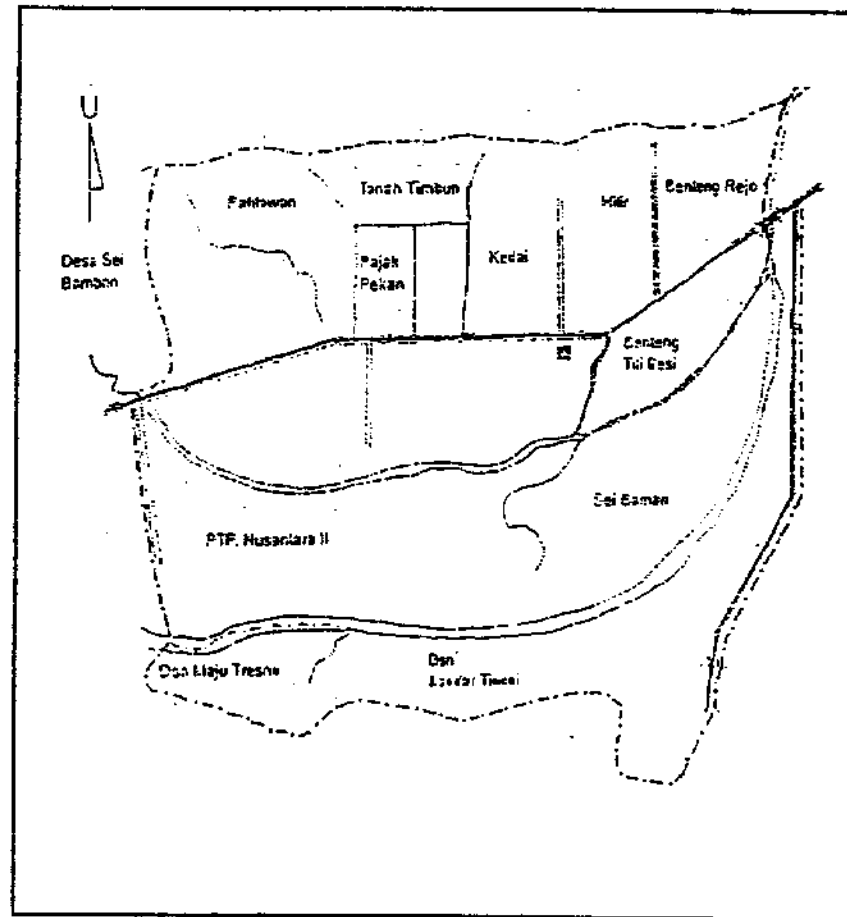 U
Pahlawan
Tanah Timbun
Hilir
Benteng Rejo
Desa Sei
Bamban
Pajak
Pekan
Kedai
Benteng
Tui Besi
Sei Baman
PTP. Nusantara II
Dsn Maju Tresno
Dsn